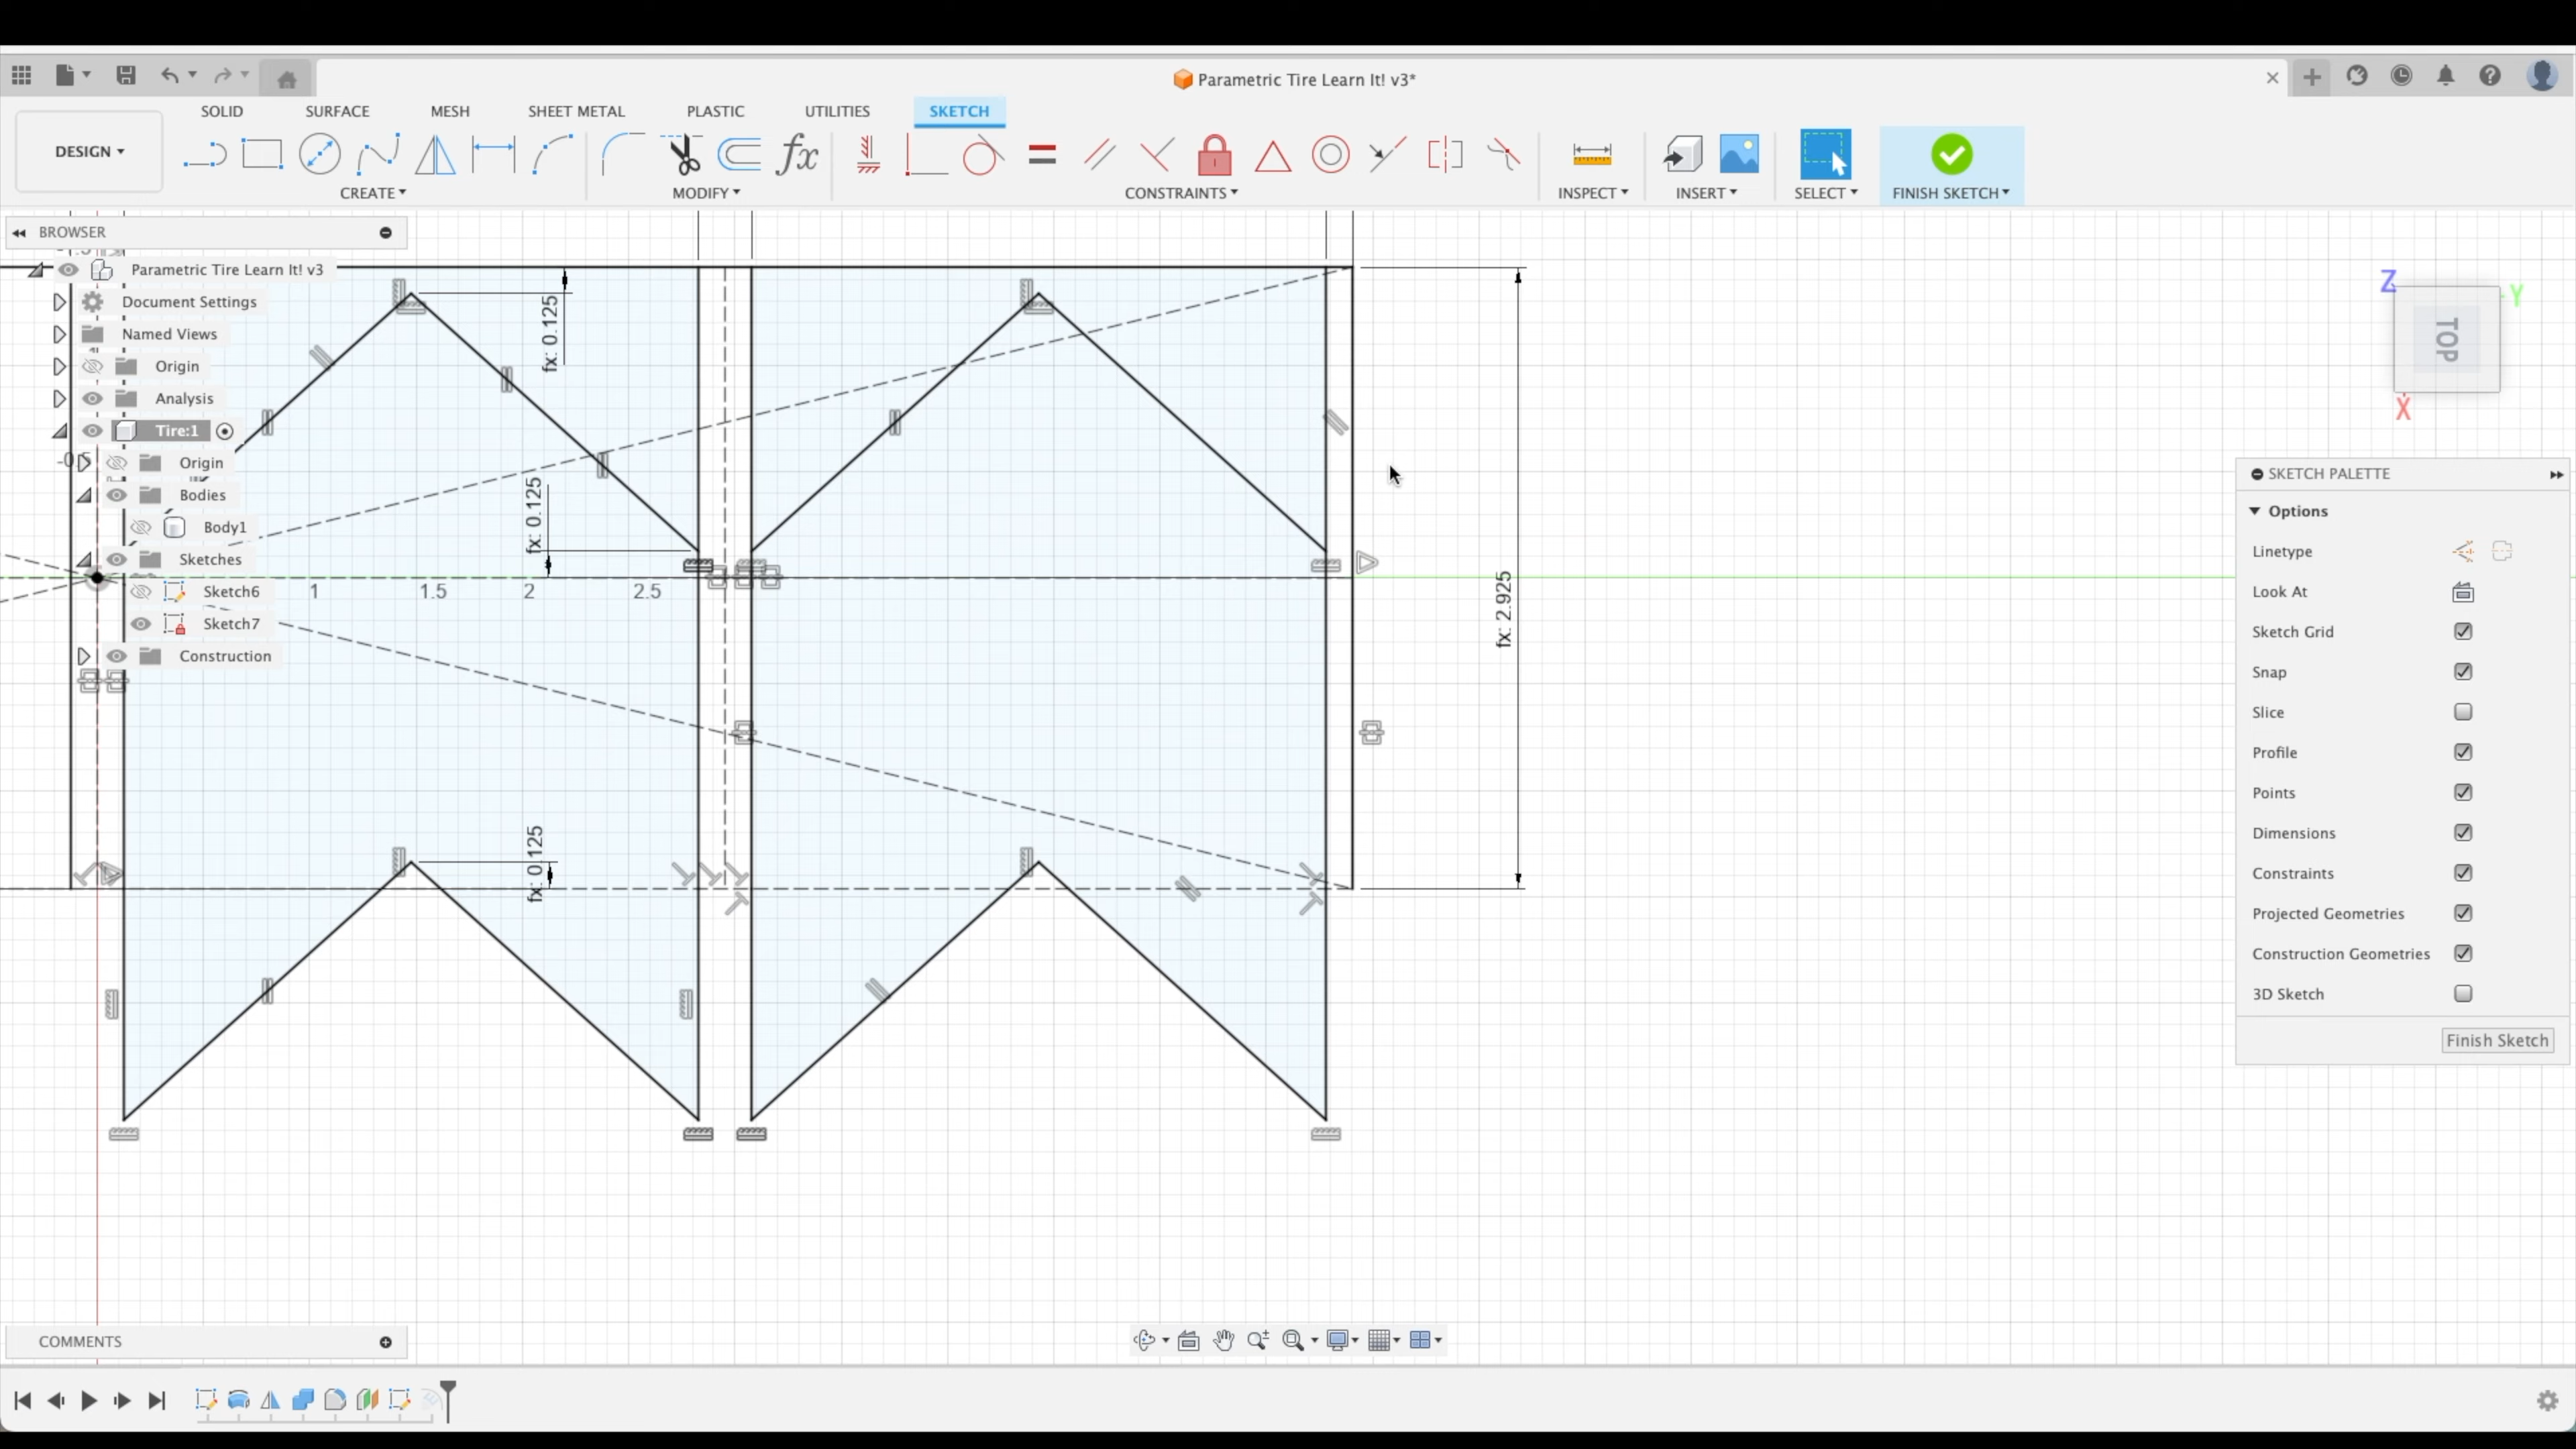 Parametric Tire Learn It! v3*
SOLID
SURFACE
MESH
SHEET METAL
PLASTIC
UTILITIES
SKETCH
DESIGN
CREATE
MODIFY
CONSTRAINTS
INSPECT
INSERT
SELECT
FINISH SKETCH
BROWSER
Parametric Tire Learn It! v3
Document Settings
Named Views
Origin
Analysis
Tire:1
Origin
Bodies
Body1
Sketches
Sketch6
Sketch7
Construction
fx: 0.125
fx: 0.125
fx: 0.125
fx: 2.925
1
1.5
2
2.5
Z
Y
TOP
X
SKETCH PALETTE
Options
Linetype
Look At
Sketch Grid
Snap
Slice
Profile
Points
Dimensions
Constraints
Projected Geometries
Construction Geometries
3D Sketch
Finish Sketch
COMMENTS